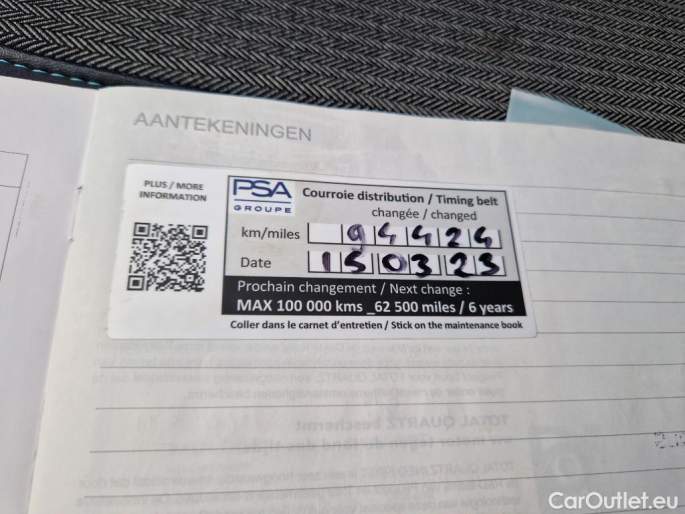 AANTEKENINGEN
PLUS / MORE
INFORMATION
PSA
GROUPE
Courroie distribution / Timing belt
changée / changed
km/miles 94424
Date 150323
Prochain changement / Next change :
MAX 100 000 kms _62 500 miles / 6 years
Coller dans le carnet d'entretien / Stick on the maintenance book
CarOutlet.eu